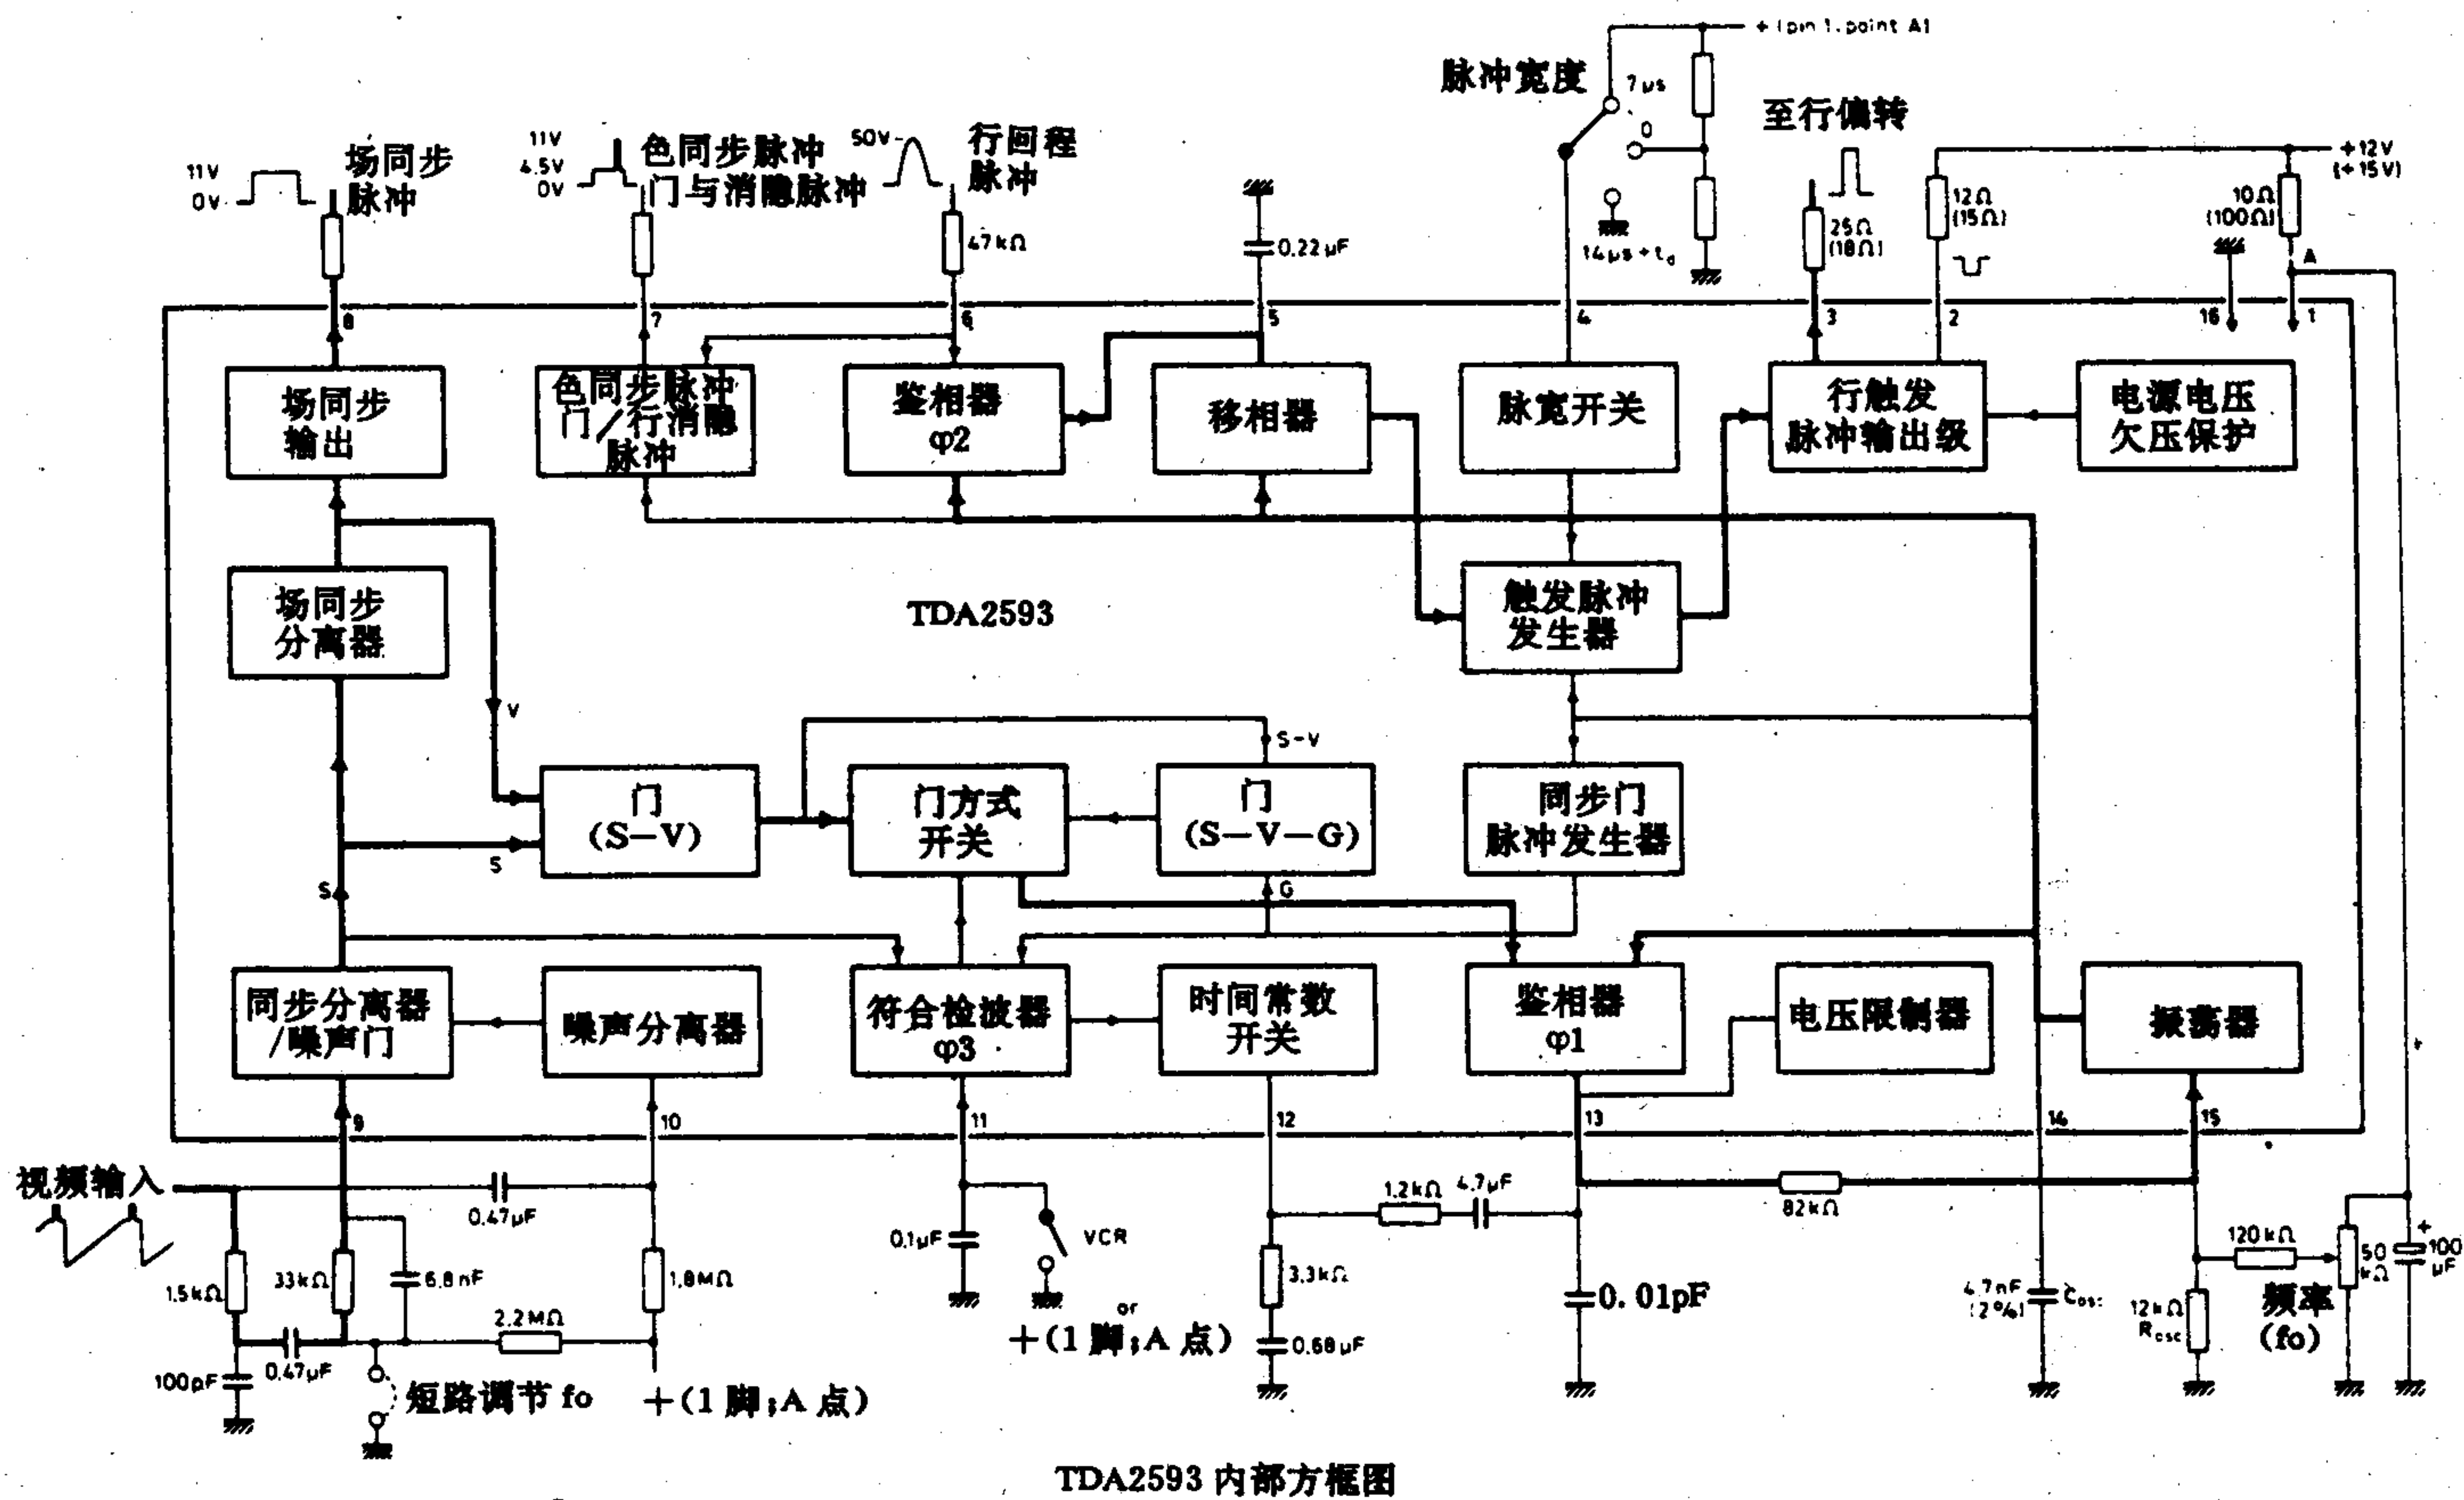 +(pin 1, point A)
脉冲宽度
7μs
0
14μs+td
至行偏转
+12V
(+15V)
11V
0V
场同步
脉冲
11V
4.5V
0V
色同步脉冲
门与消隐脉冲
50V
行回程
脉冲
47kΩ
0.22μF
25Ω
(18Ω)
12Ω
(15Ω)
10Ω
(100Ω)
A
8
7
6
5
4
3
2
16
1
场同步
输出
色同步脉冲
门/行消隐
脉冲
鉴相器
φ2
移相器
脉宽开关
行触发
脉冲输出级
电源电压
欠压保护
场同步
分离器
TDA2593
触发脉冲
发生器
V
S-V
门
(S-V)
门方式
开关
门
(S-V-G)
同步门
脉冲发生器
S
S
G
同步分离器
/噪声门
噪声分离器
符合检波器
φ3
时间常数
开关
鉴相器
φ1
电压限制器
振荡器
9
10
11
12
13
14
15
视频输入
0.47μF
1.5kΩ
33kΩ
6.8nF
1.8MΩ
2.2MΩ
100pF
0.47μF
短路调节 fo
+(1脚;A点)
0.1μF
VCR
or
+(1脚;A点)
1.2kΩ
4.7μF
3.3kΩ
0.68μF
0.01pF
82kΩ
4.7nF
(2%)
Cosc
12kΩ
Rosc
120kΩ
50
kΩ
+
100
μF
频率
(fo)
TDA2593 内部方框图